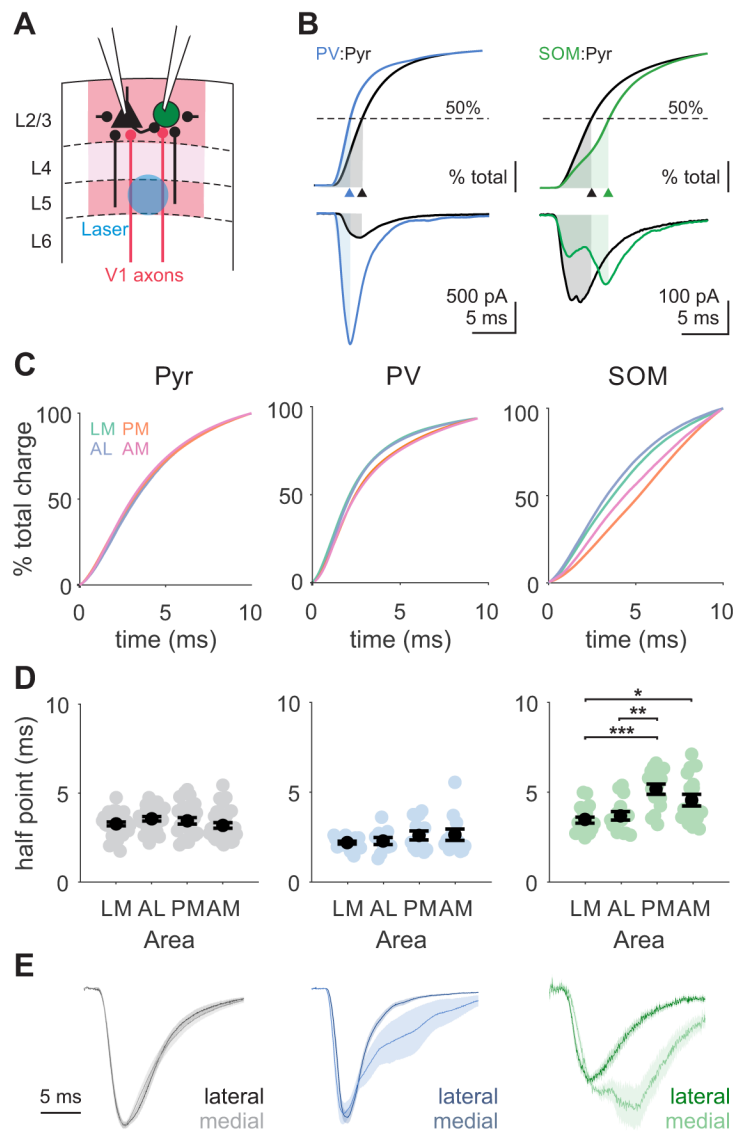 A
B
PV:Pyr
SOM:Pyr
L2/3
L4
L5
L6
Laser
V1 axons
50%
50%
% total
% total
500 pA
5 ms
100 pA
5 ms
C
Pyr
PV
SOM
% total charge
100
50
0
LM PM
AL AM
0 5 10
time (ms)
100
50
0
0 5 10
time (ms)
100
50
0
0 5 10
time (ms)
D
half point (ms)
10
5
0
LM AL PM AM
Area
10
5
0
LM AL PM AM
Area
10
5
0
*
**
***
LM AL PM AM
Area
E
5 ms
lateral
medial
lateral
medial
lateral
medial